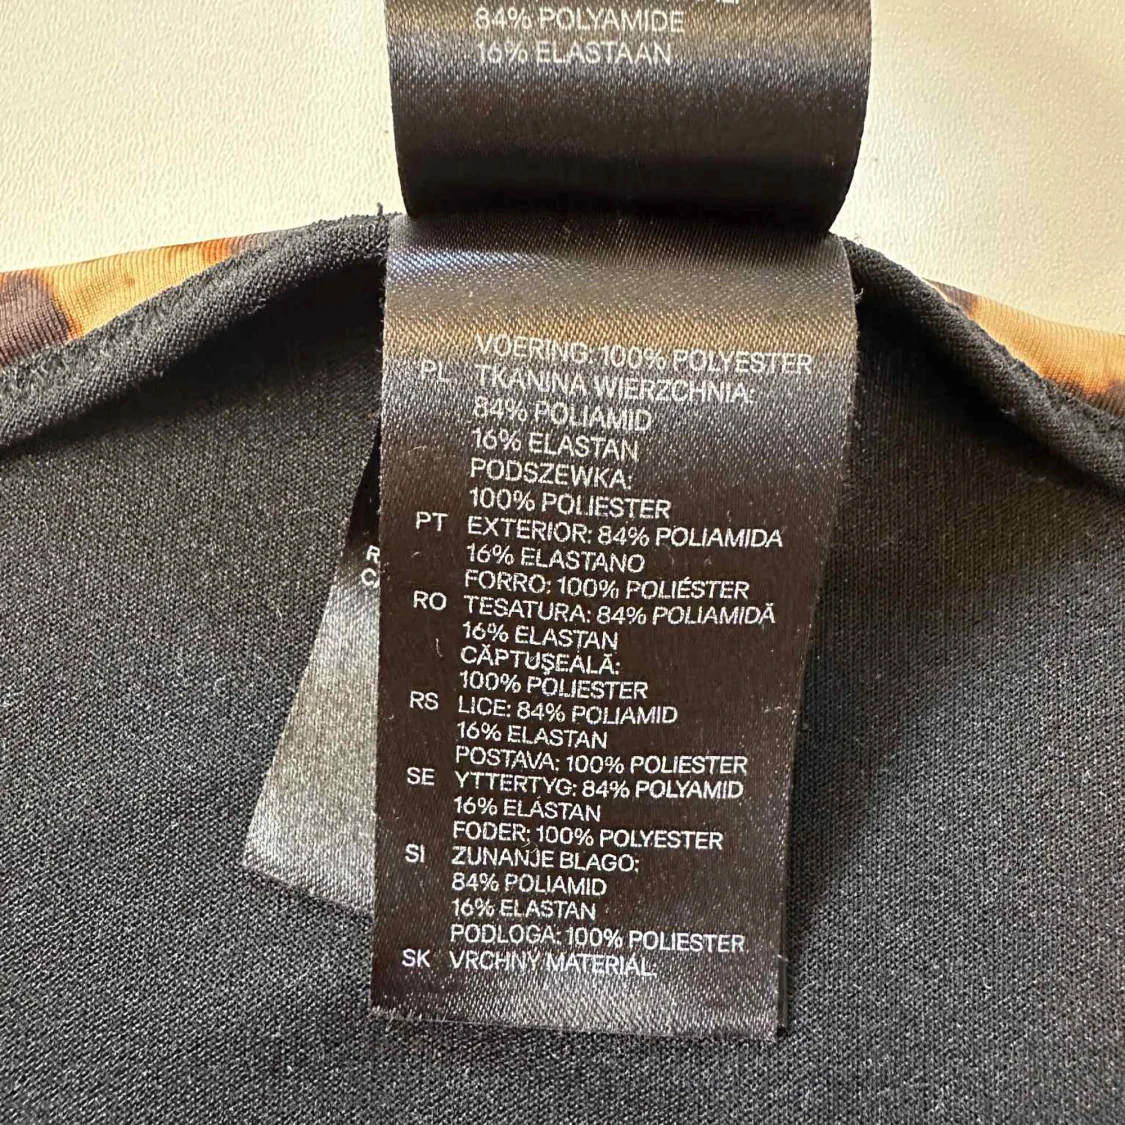 84% POLYAMIDE
16% ELASTAAN
VOERING: 100% POLYESTER
PL TKANINA WIERZCHNIA:
84% POLIAMID
16% ELASTAN
PODSZEWKA:
100% POLIESTER
PT EXTERIOR: 84% POLIAMIDA
16% ELASTANO
FORRO: 100% POLIÉSTER
RO TESATURA: 84% POLIAMIDĂ
16% ELASTAN
CĂPTUŞEALĂ:
100% POLIESTER
RS LICE: 84% POLIAMID
16% ELASTAN
POSTAVA: 100% POLIESTER
SE YTTERTYG: 84% POLYAMID
16% ELASTAN
FODER: 100% POLYESTER
SI ZUNANJE BLAGO:
84% POLIAMID
16% ELASTAN
PODLOGA: 100% POLIESTER
SK VRCHNÝ MATERIÁL: